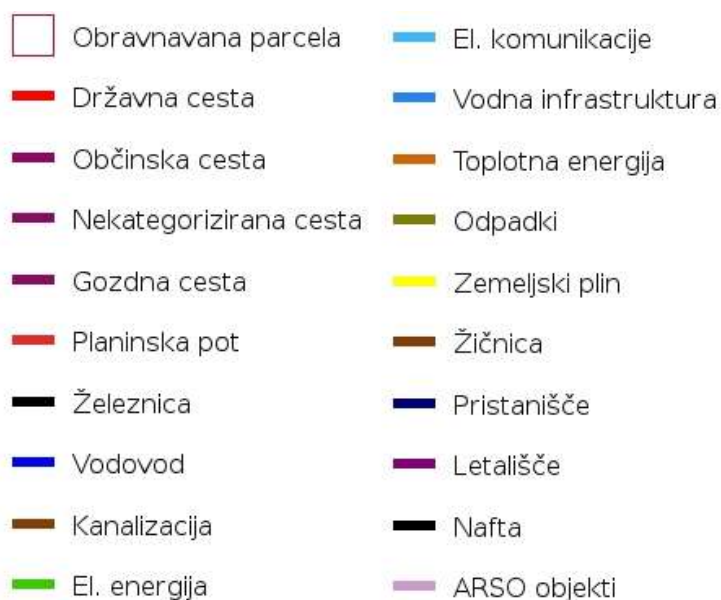 Obravnavana parcela
Državna cesta
Občinska cesta
Nekategorizirana cesta
Gozdna cesta
Planinska pot
Železnica
Vodovod
Kanalizacija
El. energija
El. komunikacije
Vodna infrastruktura
Toplotna energija
Odpadki
Zemeljski plin
Žičnica
Pristanišče
Letališče
Nafta
ARSO objekti